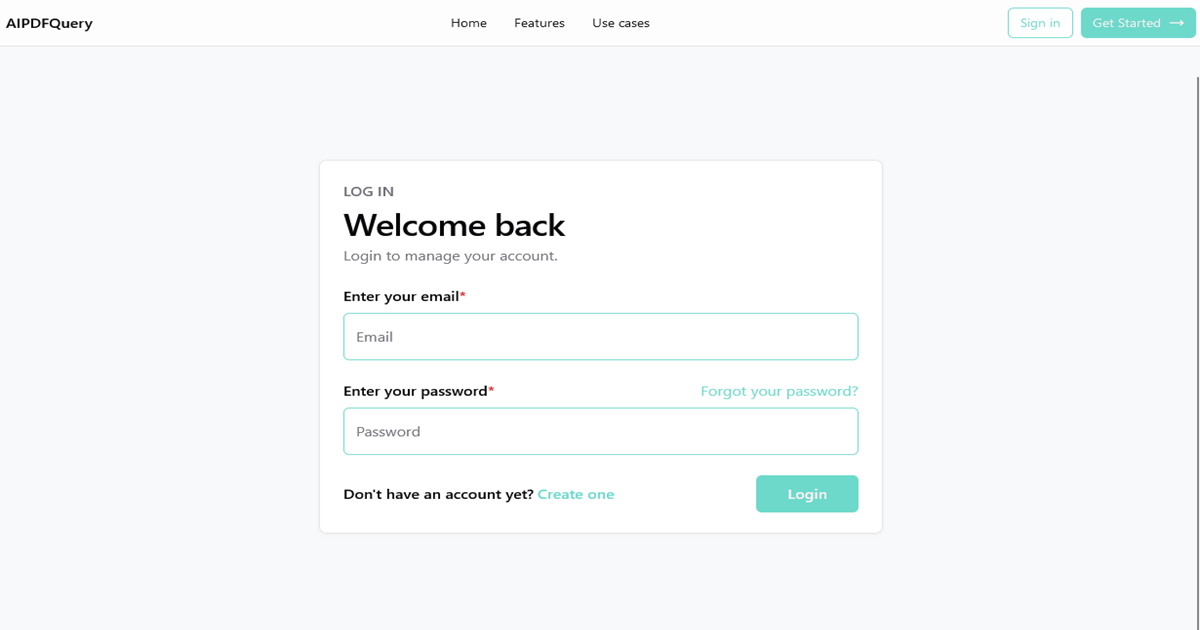 AIPDFQuery
Home Features Use cases
Sign in Get Started →
LOG IN
Welcome back
Login to manage your account.
Enter your email*
Email
Enter your password* Forgot your password?
Password
Don't have an account yet? Create one Login